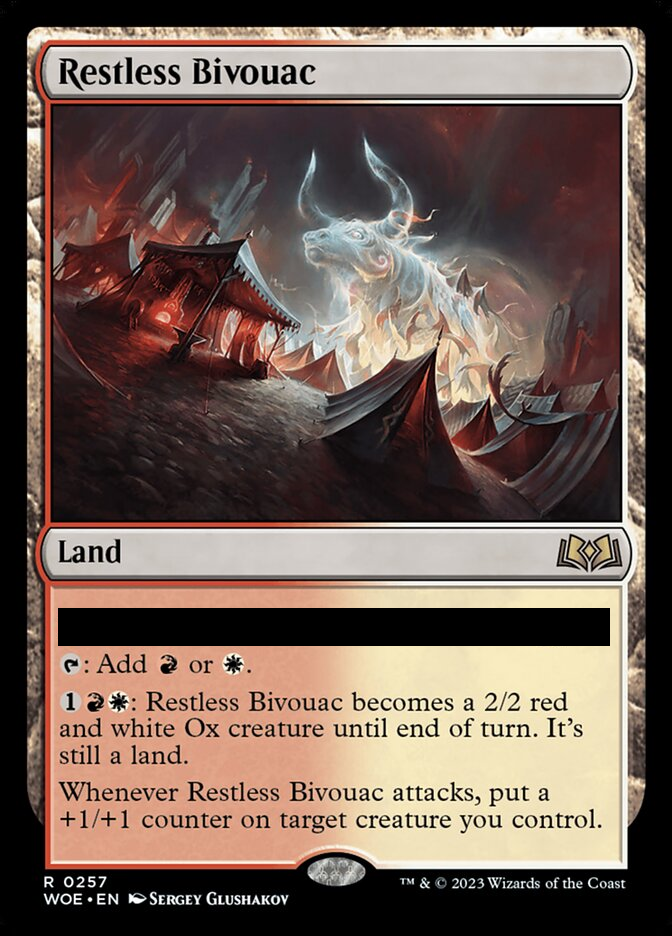 Restless Bivouac
Land
: Add or .
1: Restless Bivouac becomes a 2/2 red
and white Ox creature until end of turn. It's
still a land.
Whenever Restless Bivouac attacks, put a
+1/+1 counter on target creature you control.
R 0257
WOE • EN Sergey Glushakov
™ & © 2023 Wizards of the Coast